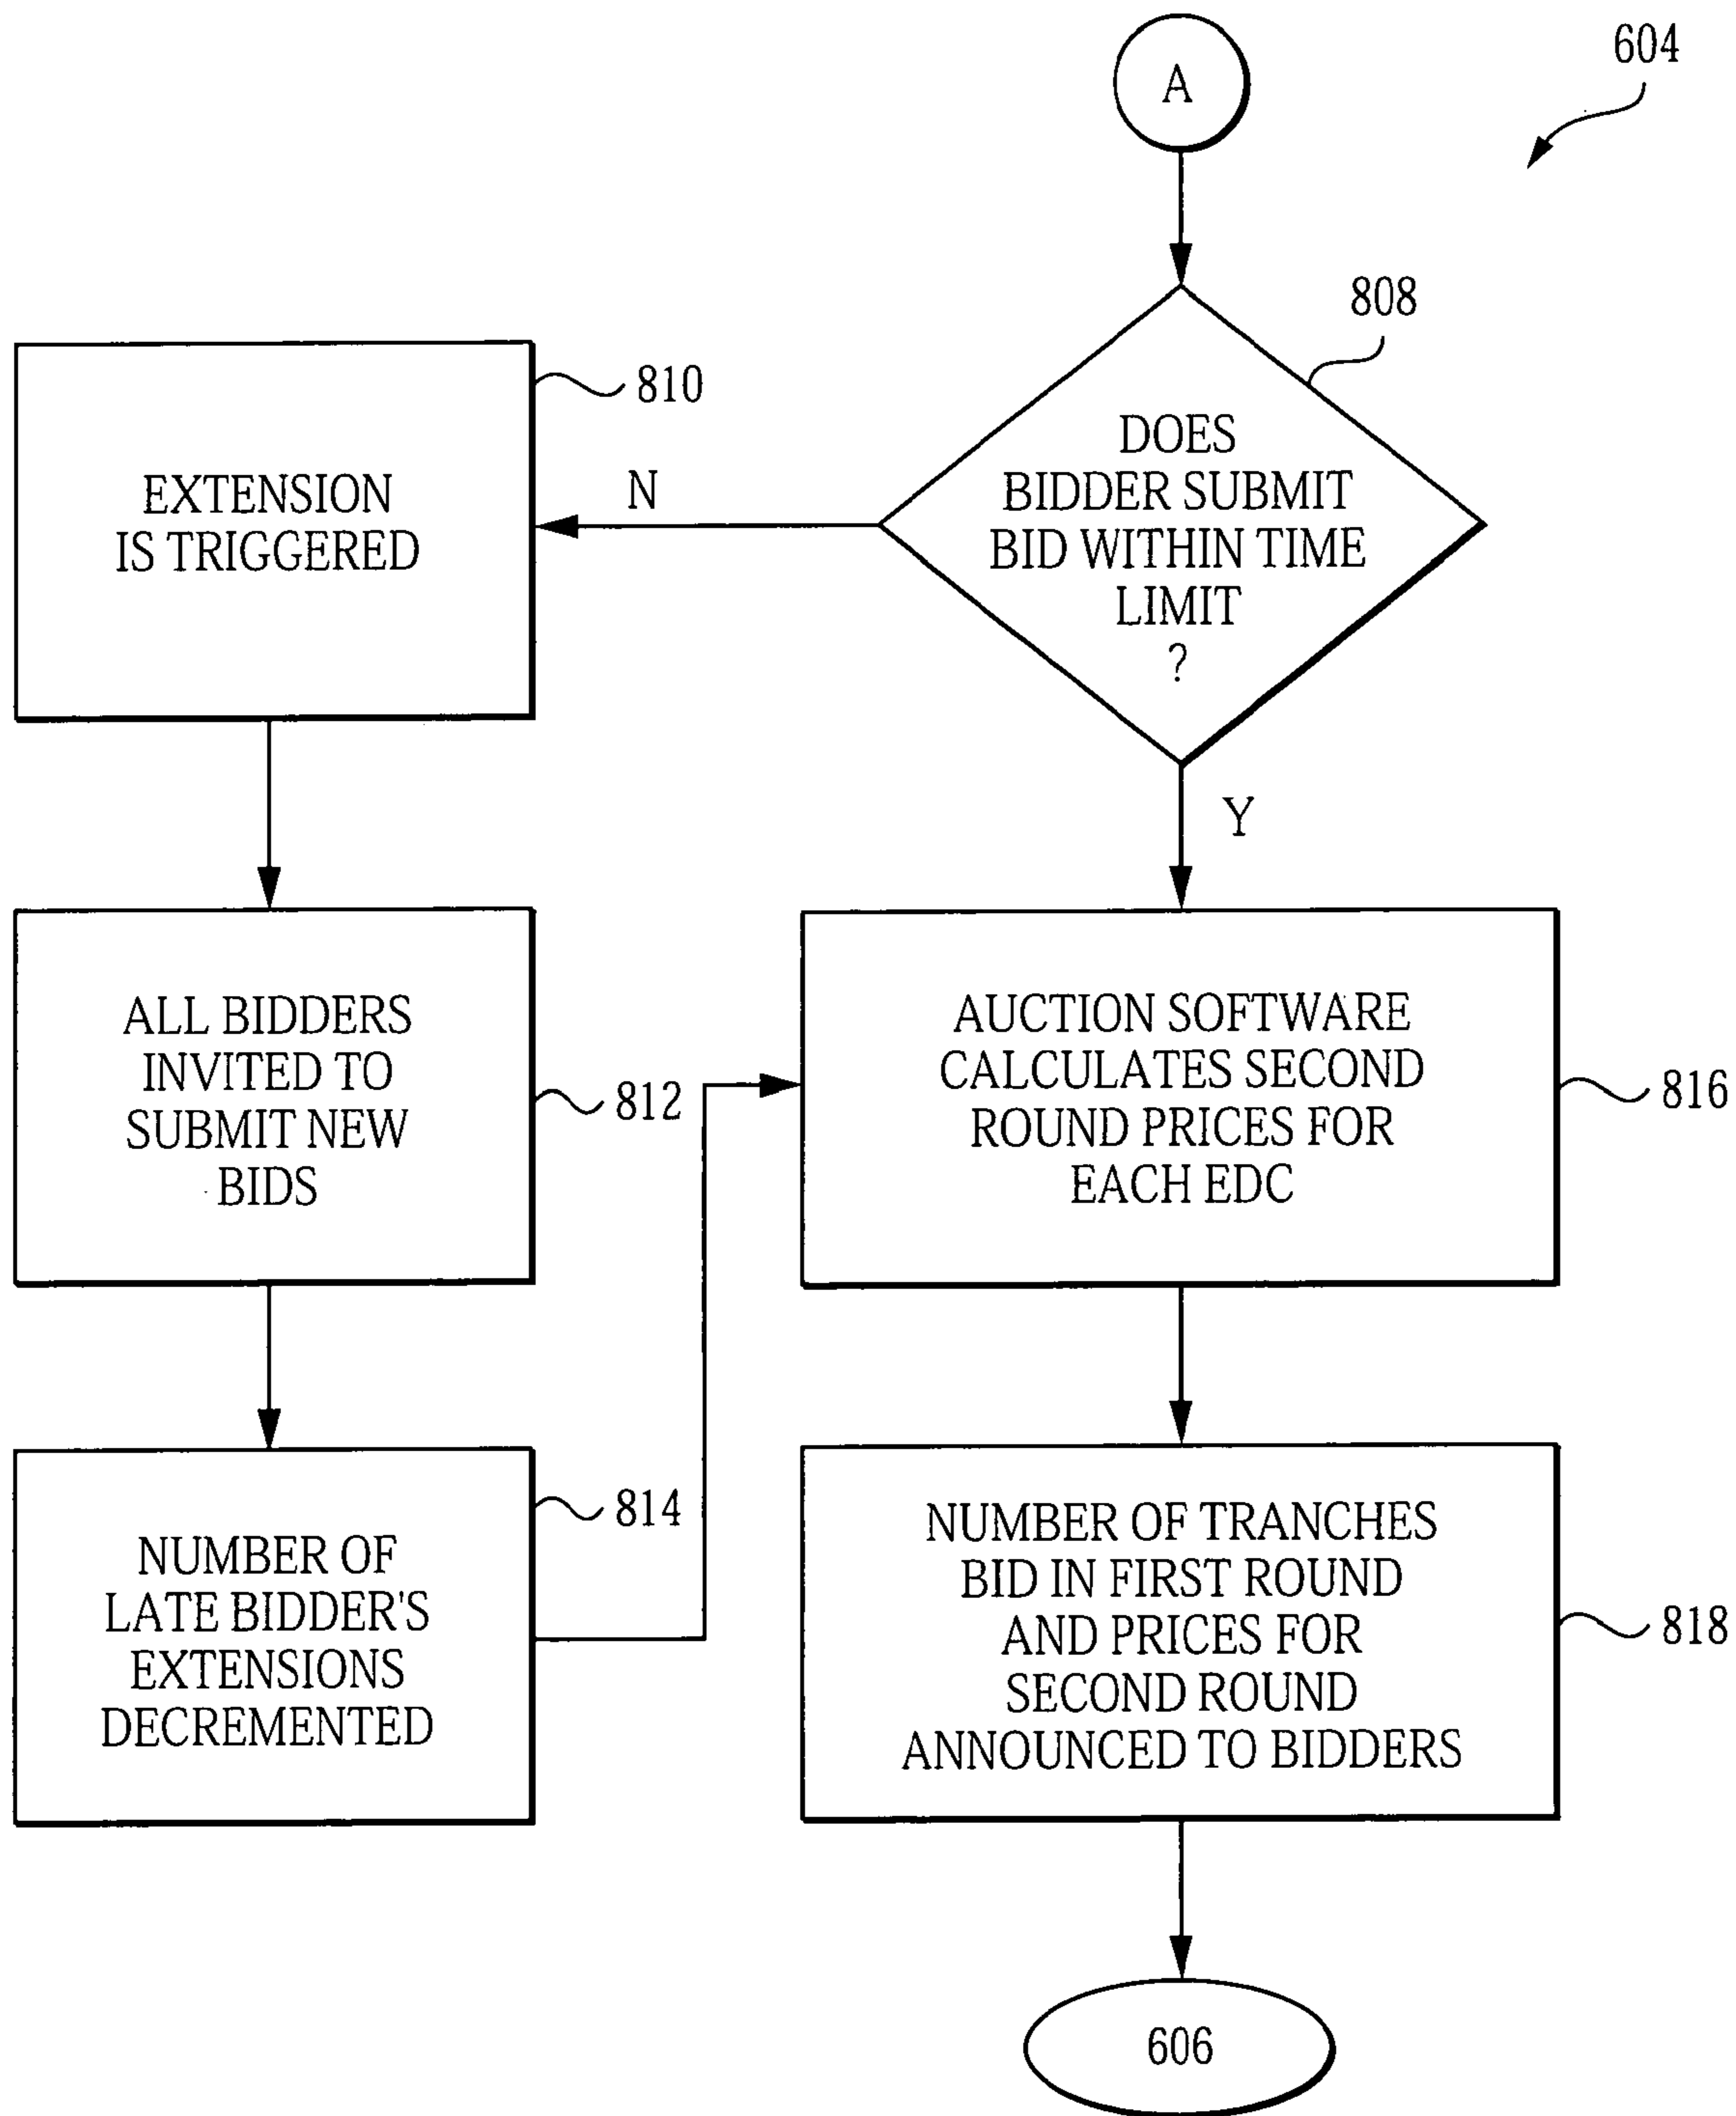 A
604
808
DOES
BIDDER SUBMIT
BID WITHIN TIME
LIMIT
?
N
810
EXTENSION
IS TRIGGERED
Y
ALL BIDDERS
INVITED TO
SUBMIT NEW
BIDS
812
AUCTION SOFTWARE
CALCULATES SECOND
ROUND PRICES FOR
EACH EDC
816
NUMBER OF
LATE BIDDER'S
EXTENSIONS
DECREMENTED
814
NUMBER OF TRANCHES
BID IN FIRST ROUND
AND PRICES FOR
SECOND ROUND
ANNOUNCED TO BIDDERS
818
606